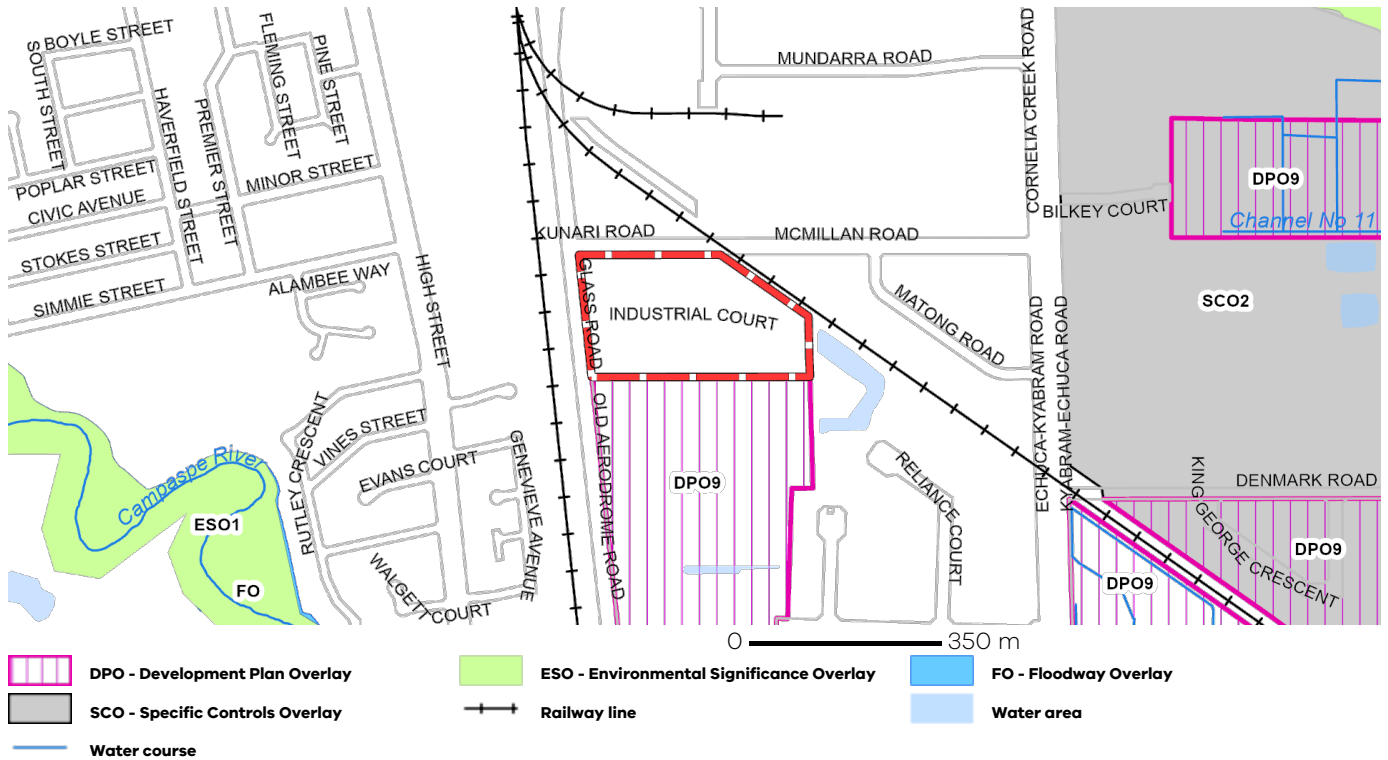 BOYLE STREET
SOUTH STREET
FLEMING STREET
PINE STREET
HAVERFIELD STREET
PREMIER STREET
MINOR STREET
POPLAR STREET
CIVIC AVENUE
STOKES STREET
SIMMIE STREET
ALAMBEE WAY
HIGH STREET
MUNDARRA ROAD
CORNELIA CREEK ROAD
KUNARI ROAD
MCMILLAN ROAD
BILKEY COURT
DPO9
Channel No 11
SCO2
GLASS ROAD
INDUSTRIAL COURT
MATONG ROAD
ECHUCA-KYABRAM ROAD
KYABRAM-ECHUCA ROAD
RUTLEY CRESCENT
VINES STREET
EVANS COURT
GENEVIEVE AVENUE
OLD AERODROME ROAD
DPO9
RELIANCE COURT
DENMARK ROAD
KING GEORGE CRESCENT
DPO9
DPO9
Campaspe River
ESO1
FO
WALGETT COURT
0 350 m
DPO - Development Plan Overlay
ESO - Environmental Significance Overlay
FO - Floodway Overlay
SCO - Specific Controls Overlay
Railway line
Water area
Water course